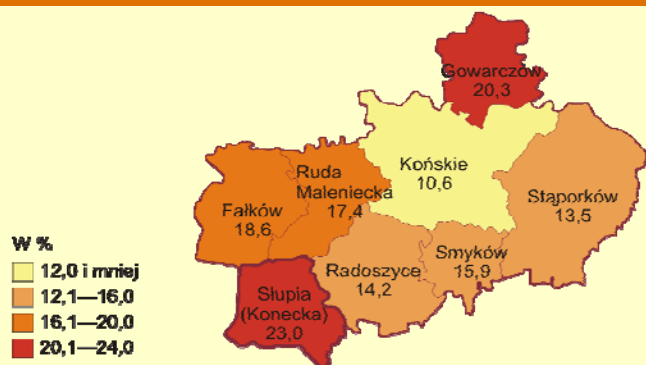 Gowarczów
20,3
Końskie
10,6
Ruda
Maleniecka
17,4
Stąporków
13,5
Fałków
18,6
Smyków
15,9
Radoszyce
14,2
Słupia
(Konecka)
23,0
W %
12,0 i mniej
12,1—16,0
16,1—20,0
20,1—24,0